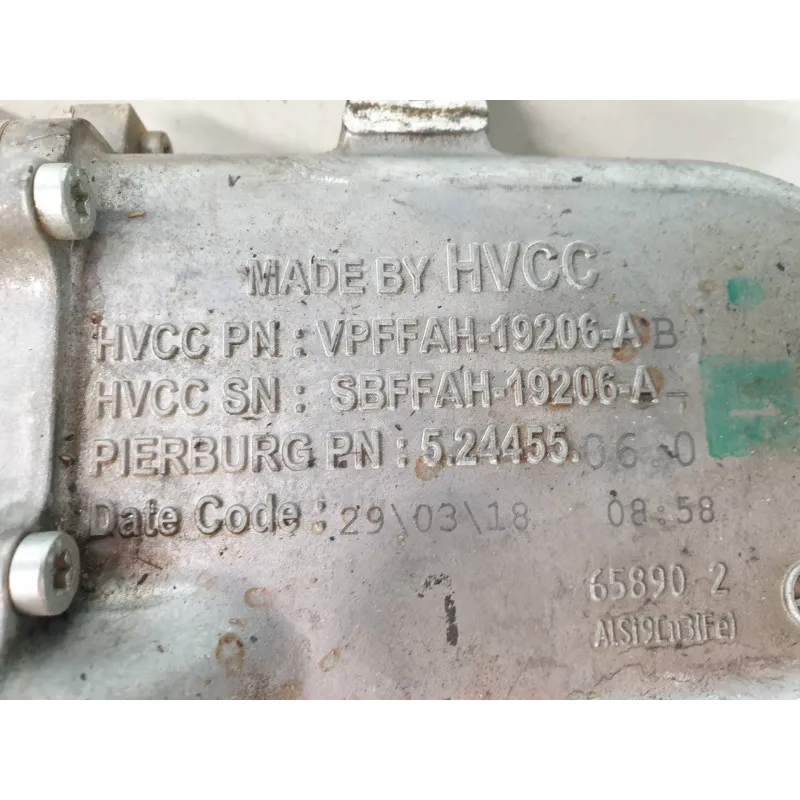 MADE BY HVCC
HVCC PN : VPFFAH-19206-AB
HVCC SN : SBFFAH-19206-A-
PIERBURG PN : 5.24455.06.0
Date Code : 29\03\18 08:58
65890 2
AlSi9Cu3(Fe)